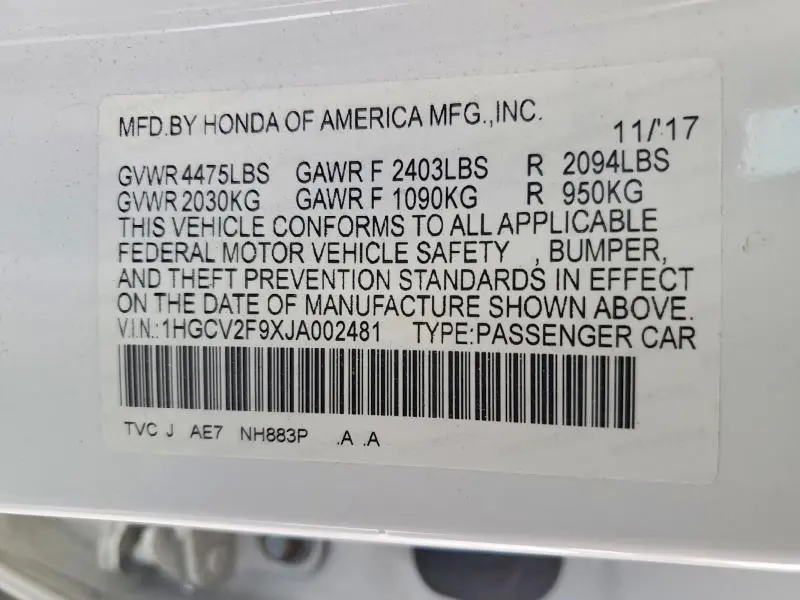 MFD.BY HONDA OF AMERICA MFG.,INC. 11/'17
GVWR 4475LBS GAWR F 2403LBS R 2094LBS
GVWR 2030KG GAWR F 1090KG R 950KG
THIS VEHICLE CONFORMS TO ALL APPLICABLE
FEDERAL MOTOR VEHICLE SAFETY , BUMPER,
AND THEFT PREVENTION STANDARDS IN EFFECT
ON THE DATE OF MANUFACTURE SHOWN ABOVE.
V.I.N.:1HGCV2F9XJA002481 TYPE:PASSENGER CAR
TVC J AE7 NH883P .A .A